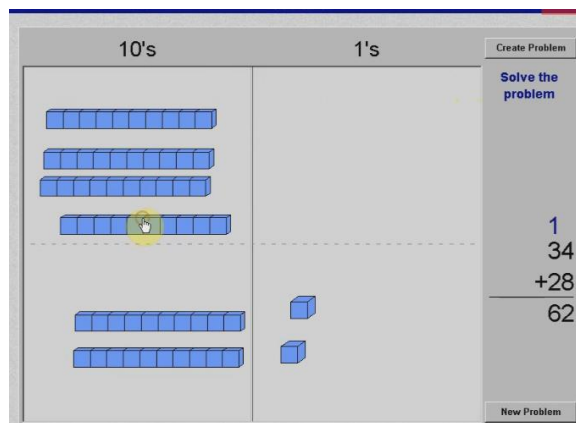 10's
1's
Create Problem
Solve the
problem
1
34
+28
62
New Problem